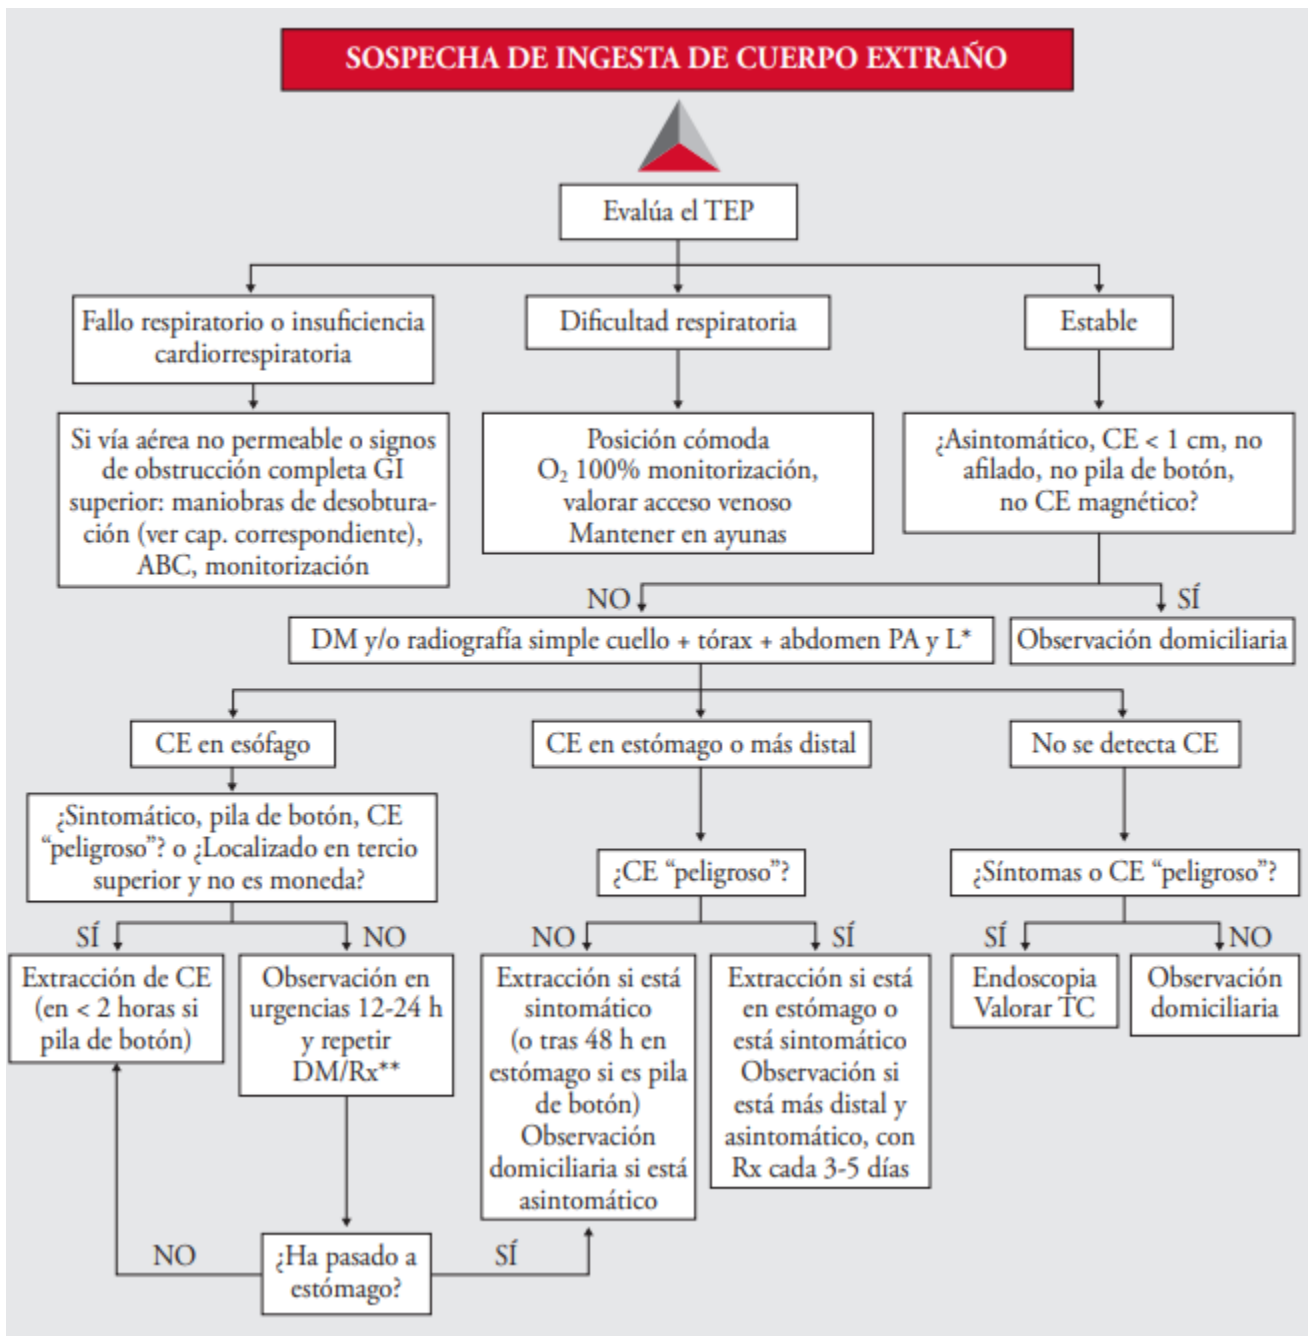 SOSPECHA DE INGESTA DE CUERPO EXTRAÑO
Evalúa el TEP
Fallo respiratorio o insuficiencia
cardiorrespiratoria
Dificultad respiratoria
Estable
Si vía aérea no permeable o signos
de obstrucción completa GI
superior: maniobras de desobtura-
ción (ver cap. correspondiente),
ABC, monitorización
Posición cómoda
O₂ 100% monitorización,
valorar acceso venoso
Mantener en ayunas
¿Asintomático, CE < 1 cm, no
afilado, no pila de botón,
no CE magnético?
NO
SÍ
DM y/o radiografía simple cuello + tórax + abdomen PA y L*
Observación domiciliaria
CE en esófago
CE en estómago o más distal
No se detecta CE
¿Sintomático, pila de botón, CE
“peligroso”? o ¿Localizado en tercio
superior y no es moneda?
¿CE “peligroso”?
¿Síntomas o CE “peligroso”?
SÍ
NO
NO
SÍ
SÍ
NO
Extracción de CE
(en < 2 horas si
pila de botón)
Observación en
urgencias 12-24 h
y repetir
DM/Rx**
Extracción si está
sintomático
(o tras 48 h en
estómago si es pila
de botón)
Observación
domiciliaria si está
asintomático
Extracción si está
en estómago o
está sintomático
Observación si
está más distal y
asintomático, con
Rx cada 3-5 días
Endoscopia
Valorar TC
Observación
domiciliaria
NO
¿Ha pasado a
estómago?
SÍ